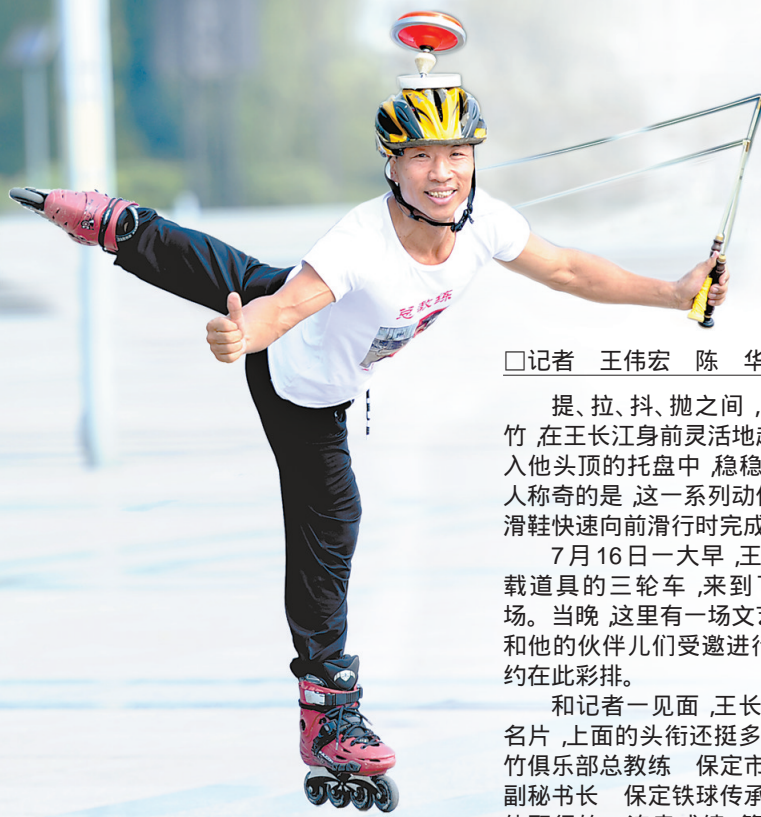 总教练
□记者 王伟宏 陈 华
提、拉、抖、抛之间,
竹,在王长江身前灵活地
入他头顶的托盘中,稳稳
人称奇的是,这一系列动
滑鞋快速向前滑行时完成
7月16日一大早,王
载道具的三轮车,来到
场。当晚,这里有一场文
和他的伙伴儿们受邀进行
约在此彩排。
和记者一见面,王长
名片,上面的头衔还挺多
竹俱乐部总教练 保定市
副秘书长 保定铁球传承